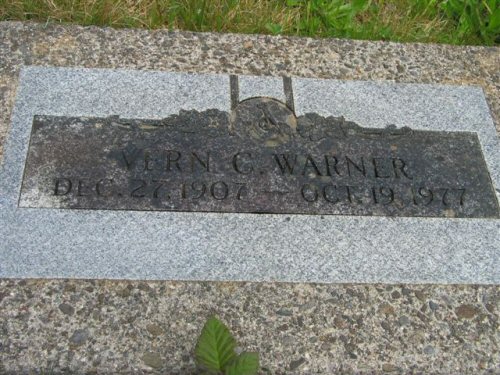 VERN C. WARNER
DEC. 27, 1907 — OCT. 19, 1977